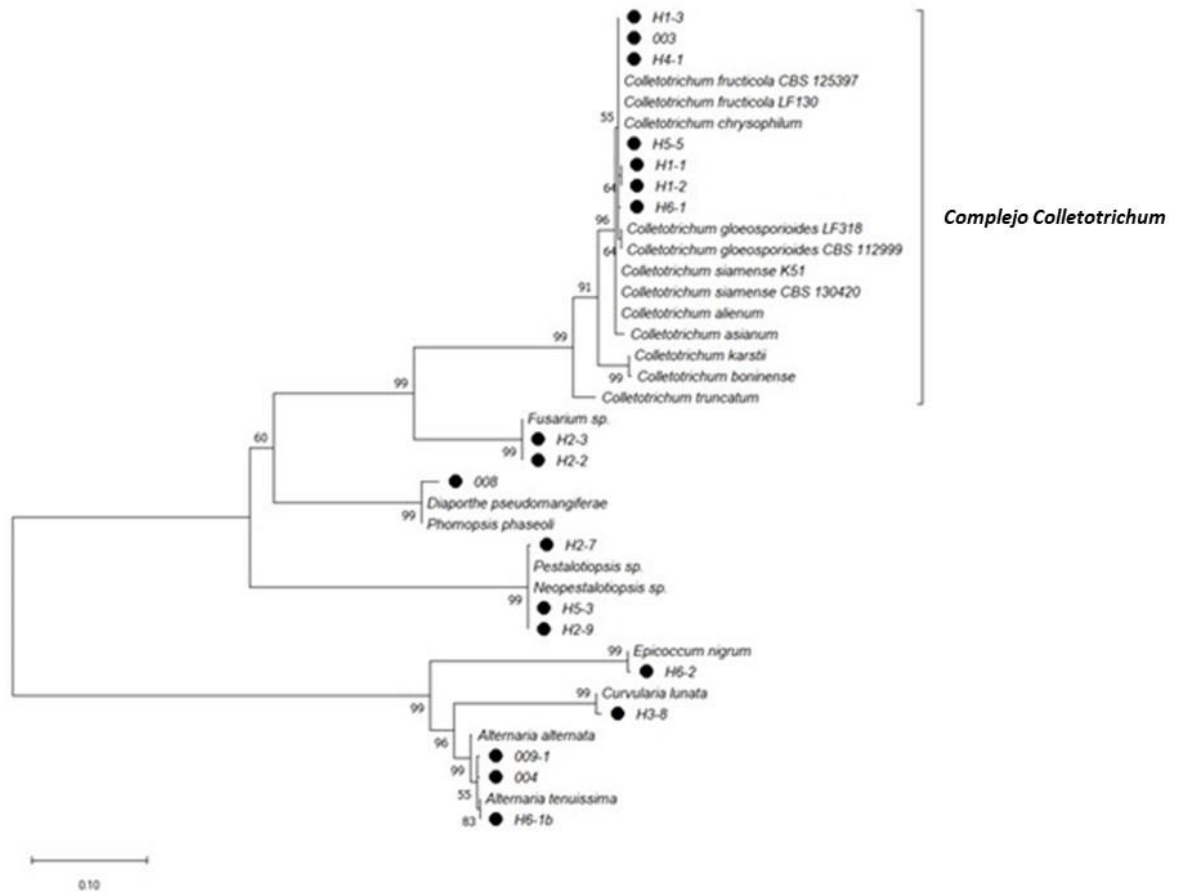 H1-3
003
H4-1
Colletotrichum fructicola CBS 125397
Colletotrichum fructicola LF130
55
Colletotrichum chrysophilum
H5-5
H1-1
64
H1-2
H6-1
96
Complejo Colletotrichum
Colletotrichum gloeosporioides LF318
64
Colletotrichum gloeosporioides CBS 112999
Colletotrichum siamense K51
91
Colletotrichum siamense CBS 130420
Colletotrichum alienum
99
Colletotrichum asianum
Colletotrichum karstii
99
Colletotrichum boninense
99
Colletotrichum truncatum
Fusarium sp.
60
H2-3
99
H2-2
008
Diaporthe pseudomangiferae
99
Phomopsis phaseoli
H2-7
Pestalotiopsis sp.
Neopestalotiopsis sp.
99
H5-3
H2-9
99
Epicoccum nigrum
H6-2
99
Curvularia lunata
99
H3-8
96
Alternaria alternata
009-1
99
004
55
Alternaria tenuissima
83
H6-1b
0.10